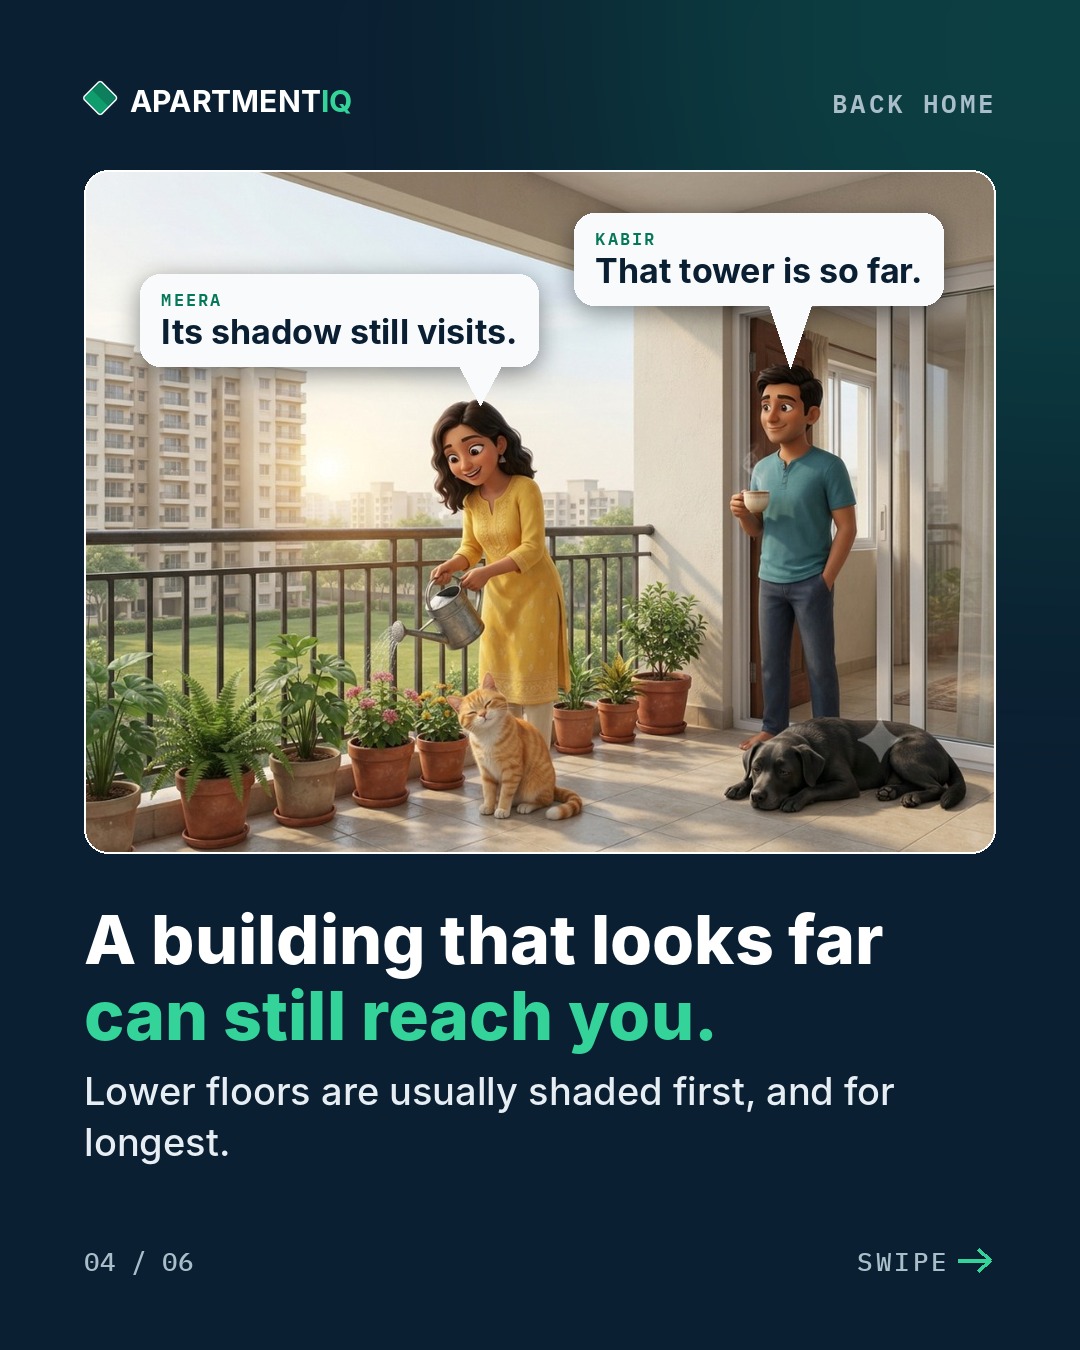 APARTMENTIQ
BACK HOME
KABIR
That tower is so far.
MEERA
Its shadow still visits.
A building that looks far
can still reach you.
Lower floors are usually shaded first, and for
longest.
04 / 06
SWIPE